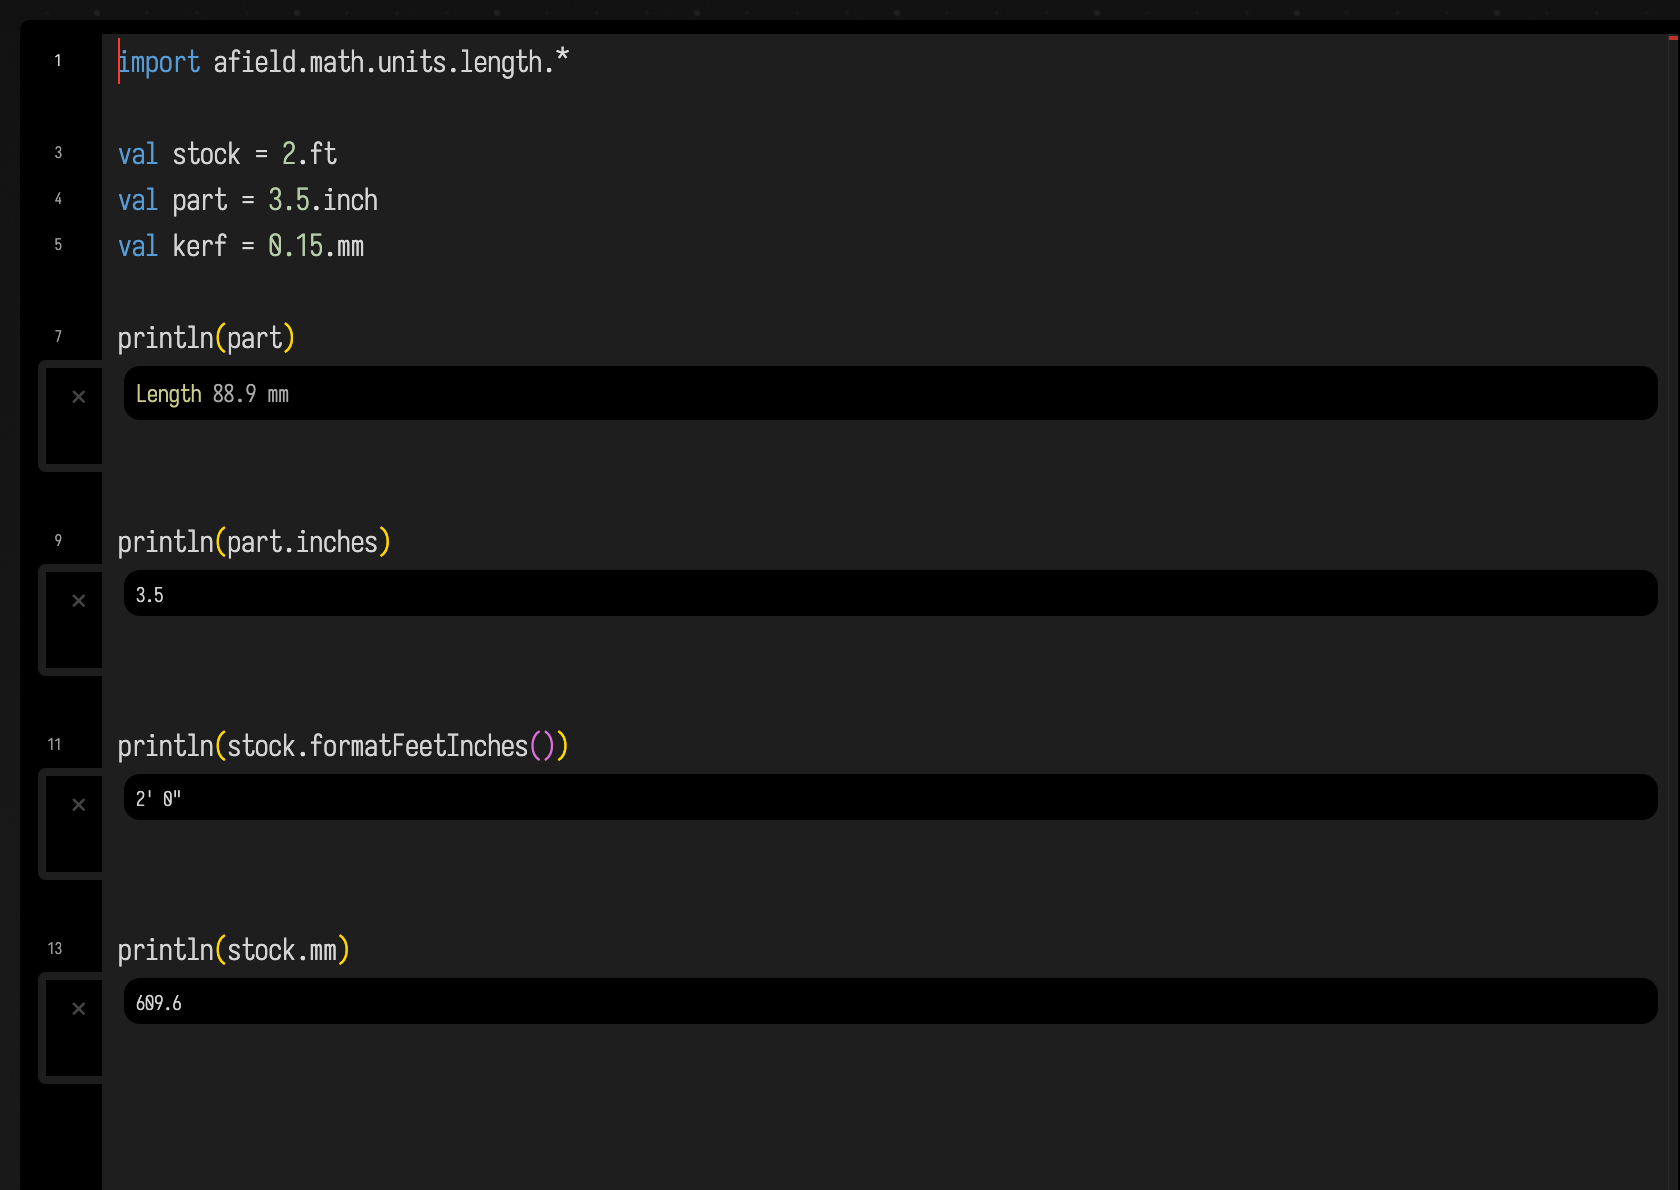 1 import afield.math.units.length.*
3 val stock = 2.ft
4 val part = 3.5.inch
5 val kerf = 0.15.mm
7 println(part)
× Length 88.9 mm
9 println(part.inches)
× 3.5
11 println(stock.formatFeetInches())
× 2' 0"
13 println(stock.mm)
× 609.6